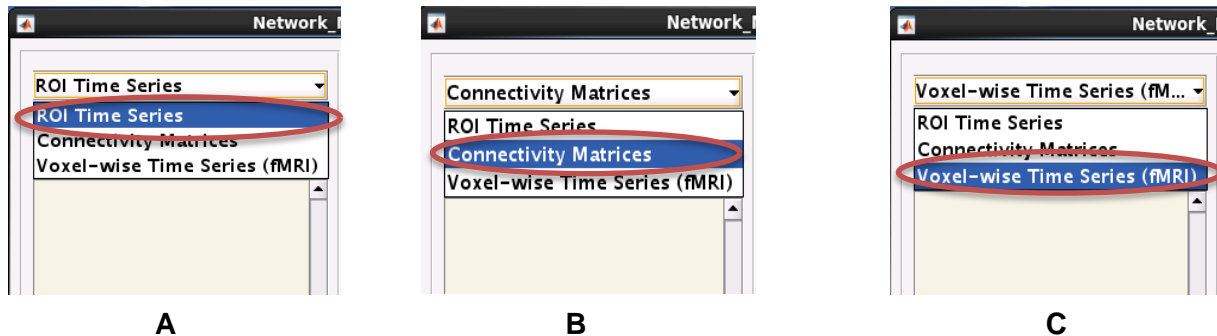 Network_
ROI Time Series
ROI Time Series
Connectivity Matrices
Voxel-wise Time Series (fMRI)
A
Network_
Connectivity Matrices
ROI Time Series
Connectivity Matrices
Voxel-wise Time Series (fMRI)
B
Network_
Voxel-wise Time Series (fM...
ROI Time Series
Connectivity Matrices
Voxel-wise Time Series (fMRI)
C